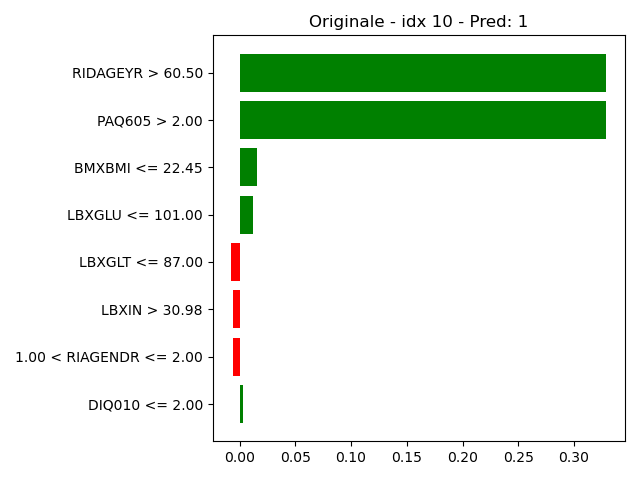 Originale - idx 10 - Pred: 1
RIDAGEYR > 60.50
PAQ605 > 2.00
BMXBMI <= 22.45
LBXGLU <= 101.00
LBXGLT <= 87.00
LBXIN > 30.98
1.00 < RIAGENDR <= 2.00
DIQ010 <= 2.00
0.00 0.05 0.10 0.15 0.20 0.25 0.30